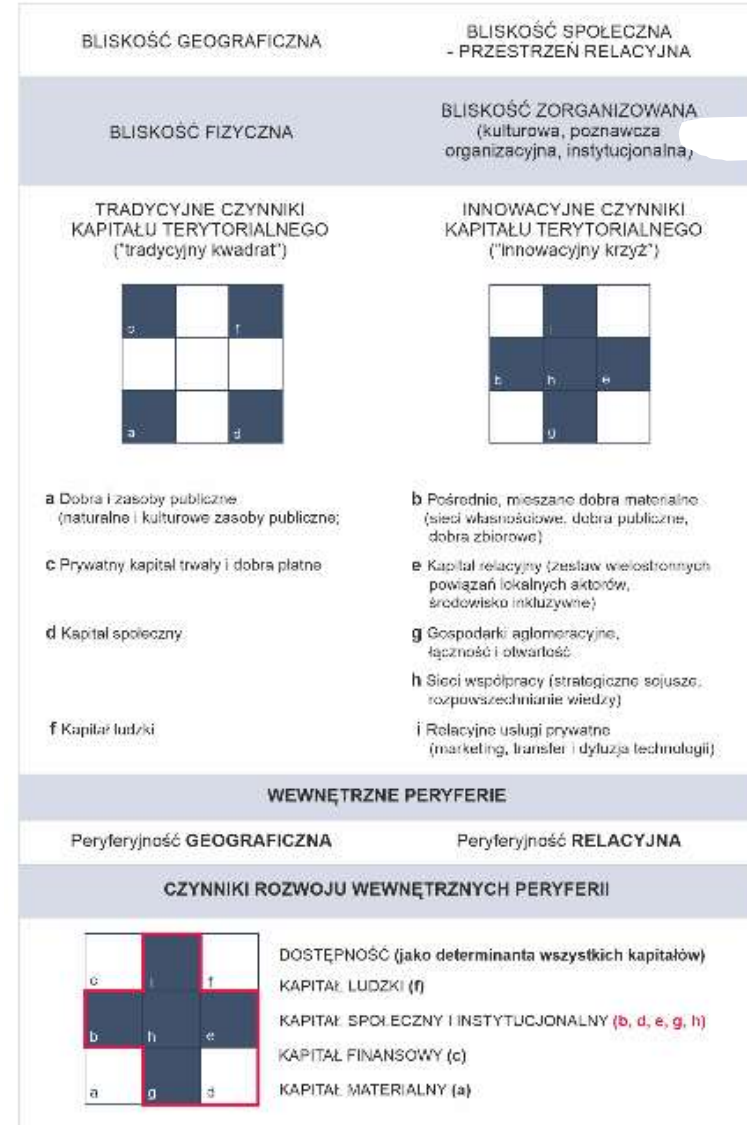 BLISKOŚĆ GEOGRAFICZNA
BLISKOŚĆ SPOŁECZNA
- PRZESTRZEŃ RELACYJNA
BLISKOŚĆ FIZYCZNA
BLISKOŚĆ ZORGANIZOWANA
(kulturowa, poznawcza
organizacyjna, instytucjonalna)
TRADYCYJNE CZYNNIKI
KAPITAŁU TERYTORIALNEGO
("tradycyjny kwadrat")
INNOWACYJNE CZYNNIKI
KAPITAŁU TERYTORIALNEGO
("innowacyjny krzyż")
c f
a d
i
b h e
g
a Dobra i zasoby publiczne
(naturalne i kulturowe zasoby publiczne;
c Prywatny kapitał trwały i dobra płatne
d Kapitał społeczny
f Kapitał ludzki
b Pośrednie, mieszane dobra materialne
(sieci własnościowe, dobra publiczne,
dobra zbiorowe)
e Kapitał relacyjny (zestaw wielostronnych
powiązań lokalnych aktorów,
środowisko inkluzywne)
g Gospodarki aglomeracyjne,
łączność i otwartość
h Sieci współpracy (strategiczne sojusze,
rozpowszechnianie wiedzy)
i Relacyjne usługi prywatne
(marketing, transfer i dyfuzja technologii)
WEWNĘTRZNE PERYFERIE
Peryferyjność GEOGRAFICZNA
Peryferyjność RELACYJNA
CZYNNIKI ROZWOJU WEWNĘTRZNYCH PERYFERII
c i f
b h e
a g d
DOSTĘPNOŚĆ (jako determinanta wszystkich kapitałów)
KAPITAŁ LUDZKI (f)
KAPITAŁ SPOŁECZNY I INSTYTUCJONALNY (b, d, e, g, h)
KAPITAŁ FINANSOWY (c)
KAPITAŁ MATERIALNY (a)